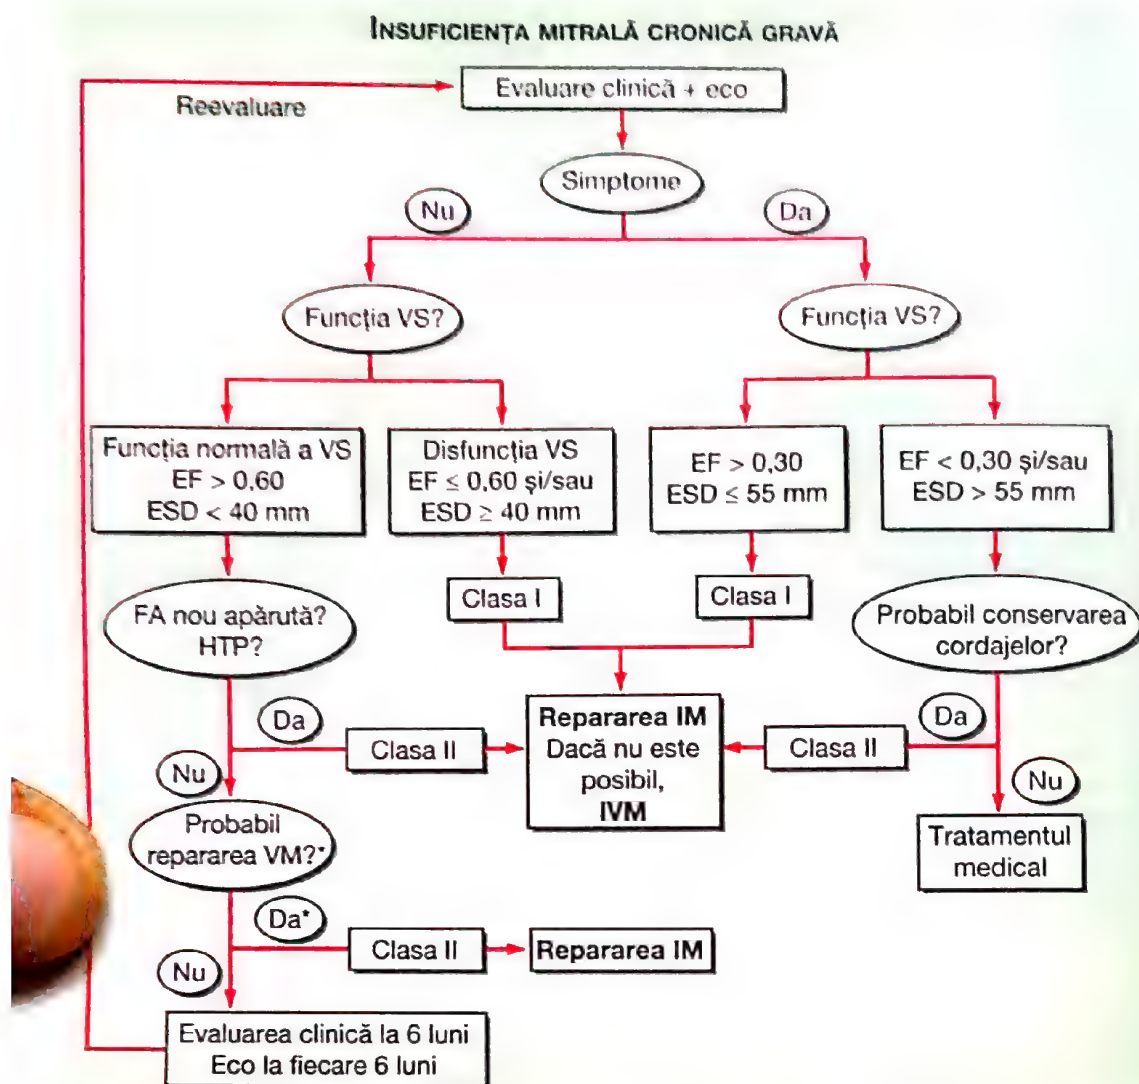 INSUFICIENȚA MITRALĂ CRONICĂ GRAVĂ
Evaluare clinică + eco
Reevaluare
Simptome
Nu
Da
Funcția VS?
Funcția VS?
Funcția normală a VS
EF > 0,60
ESD < 40 mm
Disfuncția VS
EF ≤ 0,60 și/sau
ESD ≥ 40 mm
EF > 0,30
ESD ≤ 55 mm
EF < 0,30 și/sau
ESD > 55 mm
FA nou apărută?
HTP?
Clasa I
Clasa I
Probabil conservarea
cordajelor?
Da
Clasa II
Repararea IM
Dacă nu este
posibil,
IVM
Clasa II
Da
Nu
Nu
Probabil
repararea VM?*
Tratamentul
medical
Da*
Clasa II
Repararea IM
Nu
Evaluarea clinică la 6 luni
Eco la fiecare 6 luni